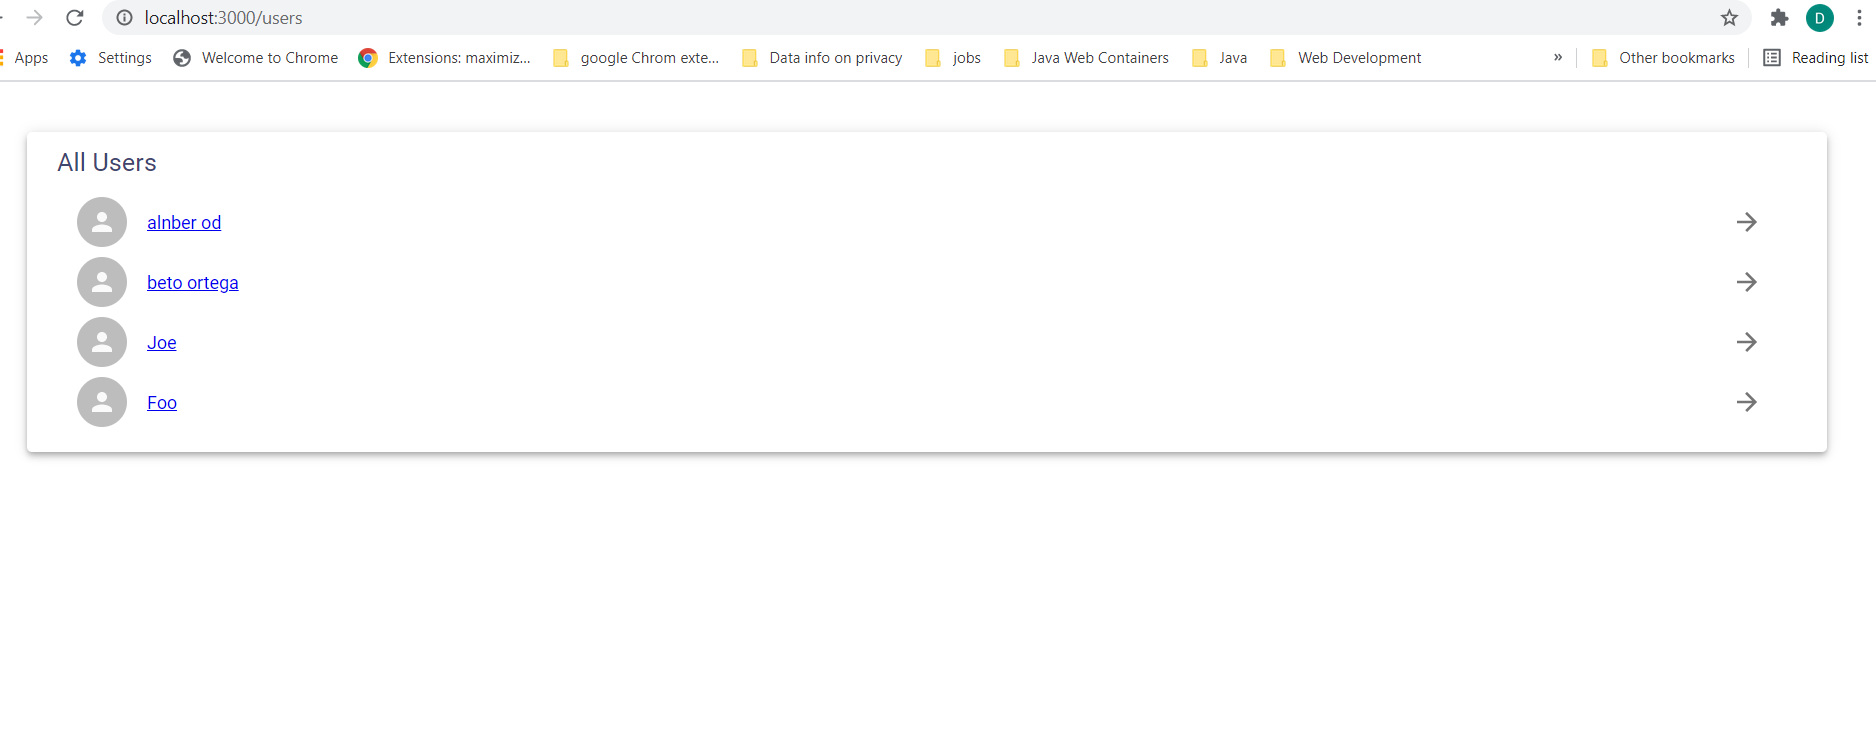 localhost:3000/users
D
Apps Settings Welcome to Chrome Extensions: maximiz... google Chrom exte... Data info on privacy jobs Java Web Containers Java Web Development » Other bookmarks Reading list
All Users
alnber od
beto ortega
Joe
Foo